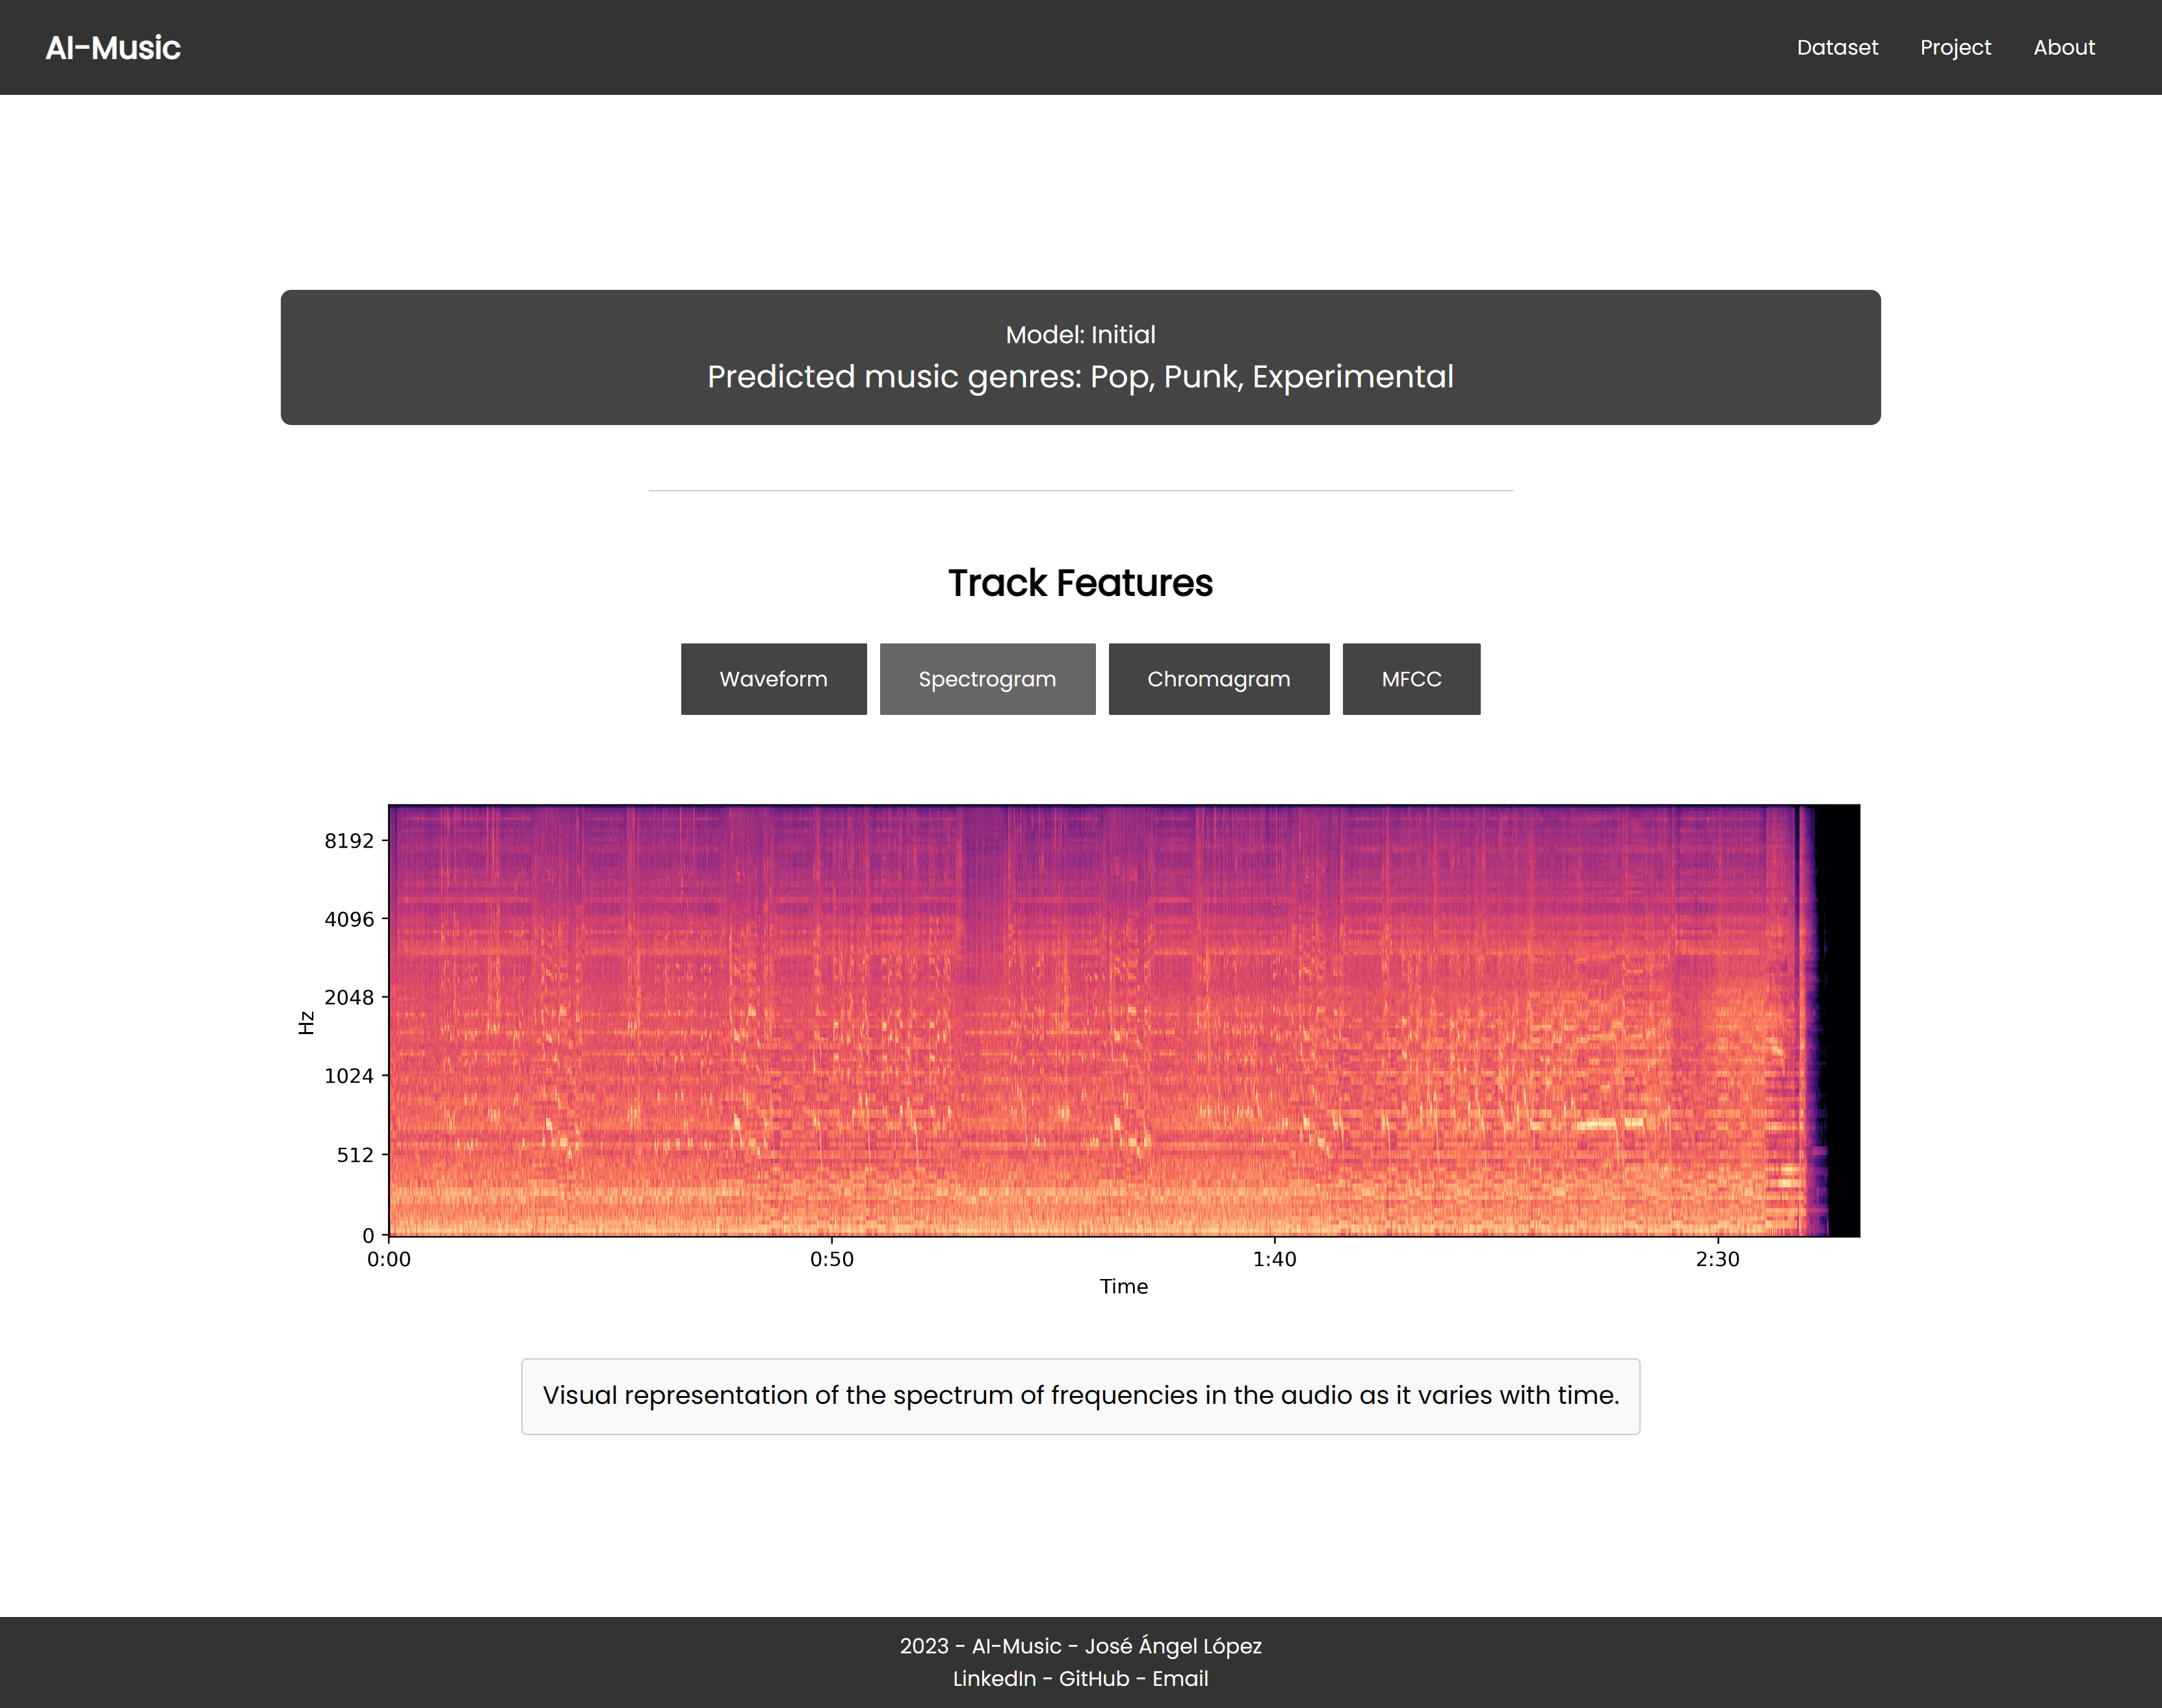 AI-Music
Dataset Project About
Model: Initial
Predicted music genres: Pop, Punk, Experimental
Track Features
Waveform Spectrogram Chromagram MFCC
8192
4096
2048
Hz
1024
512
0
0:00 0:50 1:40 2:30
Time
Visual representation of the spectrum of frequencies in the audio as it varies with time.
2023 - AI-Music - José Ángel López
LinkedIn - GitHub - Email